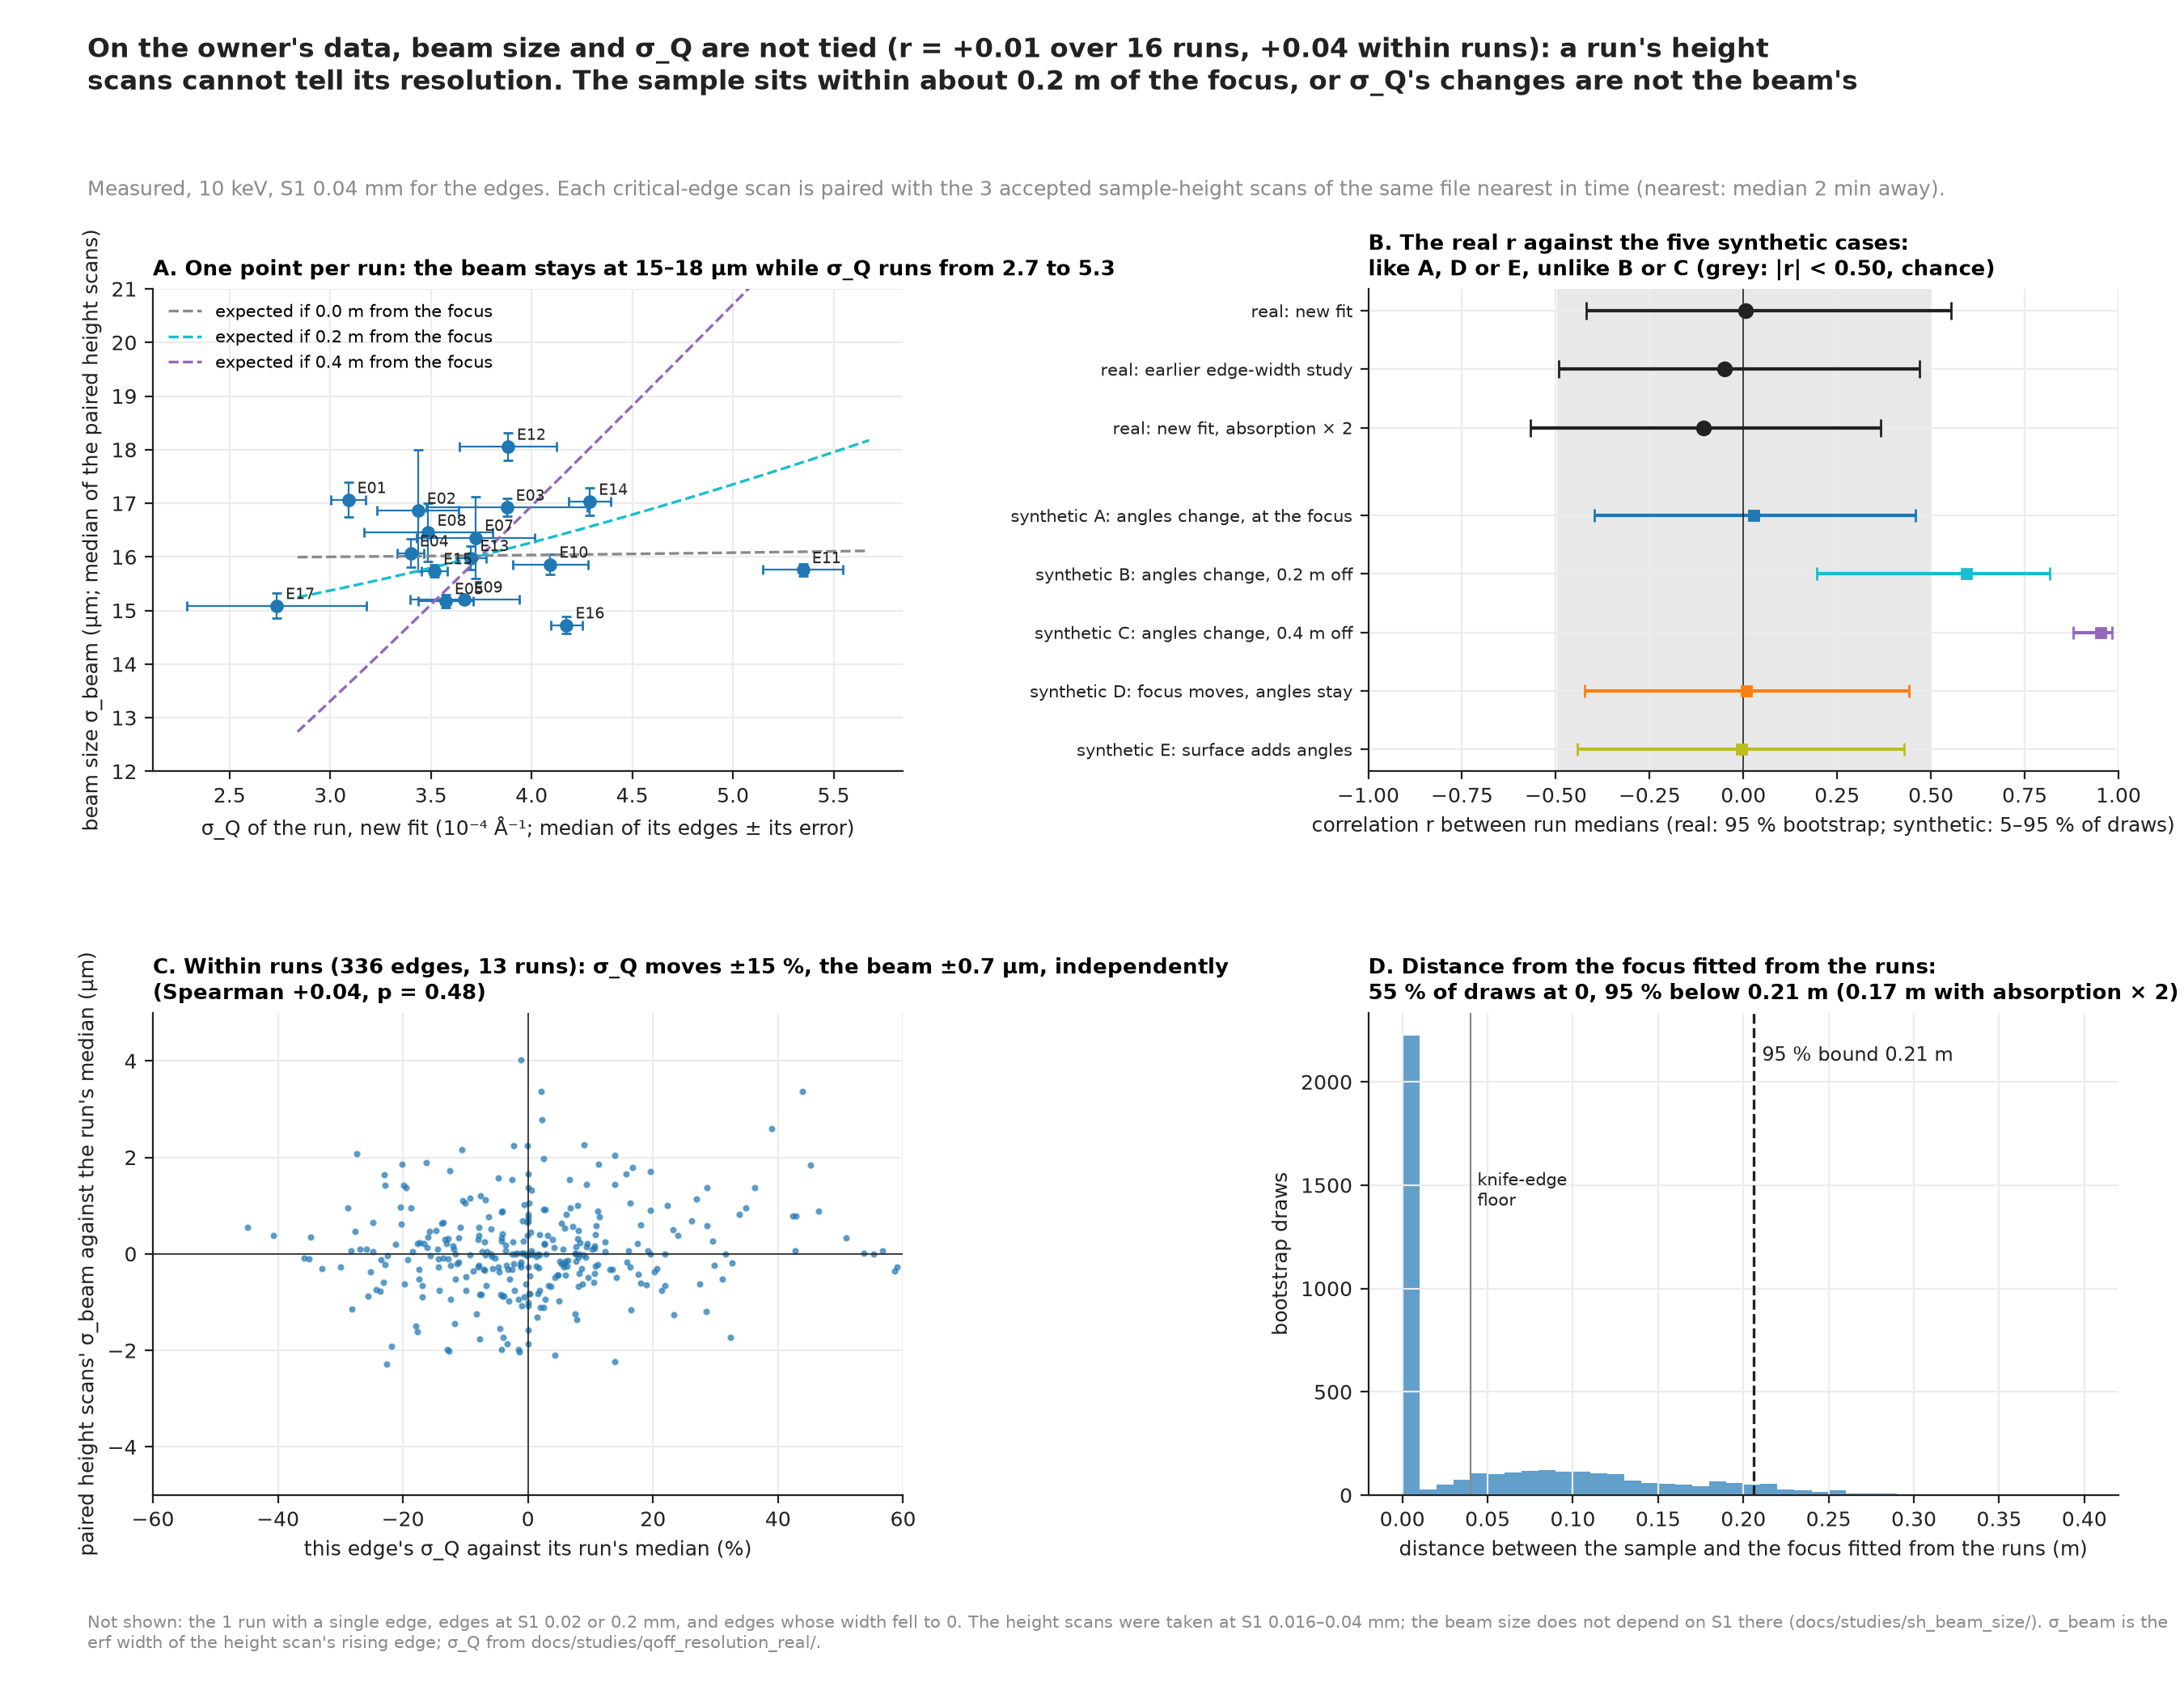 On the owner's data, beam size and σ_Q are not tied (r = +0.01 over 16 runs, +0.04 within runs): a run's height
scans cannot tell its resolution. The sample sits within about 0.2 m of the focus, or σ_Q's changes are not the beam's
Measured, 10 keV, S1 0.04 mm for the edges. Each critical-edge scan is paired with the 3 accepted sample-height scans of the same file nearest in time (nearest: median 2 min away).
A. One point per run: the beam stays at 15–18 µm while σ_Q runs from 2.7 to 5.3
beam size σ_beam (µm; median of the paired height scans)
21
20
19
18
17
16
15
14
13
12
expected if 0.0 m from the focus
expected if 0.2 m from the focus
expected if 0.4 m from the focus
E12
E01
E02
E03
E14
E08
E07
E04
E13
E15
E10
E11
E17
E09
E16
2.5 3.0 3.5 4.0 4.5 5.0 5.5
σ_Q of the run, new fit (10⁻⁴ Å⁻¹; median of its edges ± its error)
B. The real r against the five synthetic cases:
like A, D or E, unlike B or C (grey: |r| < 0.50, chance)
real: new fit
real: earlier edge-width study
real: new fit, absorption × 2
synthetic A: angles change, at the focus
synthetic B: angles change, 0.2 m off
synthetic C: angles change, 0.4 m off
synthetic D: focus moves, angles stay
synthetic E: surface adds angles
−1.00 −0.75 −0.50 −0.25 0.00 0.25 0.50 0.75 1.00
correlation r between run medians (real: 95 % bootstrap; synthetic: 5–95 % of draws)
C. Within runs (336 edges, 13 runs): σ_Q moves ±15 %, the beam ±0.7 µm, independently
(Spearman +0.04, p = 0.48)
paired height scans' σ_beam against the run's median (µm)
4
2
0
−2
−4
−60 −40 −20 0 20 40 60
this edge's σ_Q against its run's median (%)
D. Distance from the focus fitted from the runs:
55 % of draws at 0, 95 % below 0.21 m (0.17 m with absorption × 2)
bootstrap draws
2000
1500
1000
500
0
95 % bound 0.21 m
knife-edge
floor
0.00 0.05 0.10 0.15 0.20 0.25 0.30 0.35 0.40
distance between the sample and the focus fitted from the runs (m)
Not shown: the 1 run with a single edge, edges at S1 0.02 or 0.2 mm, and edges whose width fell to 0. The height scans were taken at S1 0.016–0.04 mm; the beam size does not depend on S1 there (docs/studies/sh_beam_size/). σ_beam is the
erf width of the height scan's rising edge; σ_Q from docs/studies/qoff_resolution_real/.